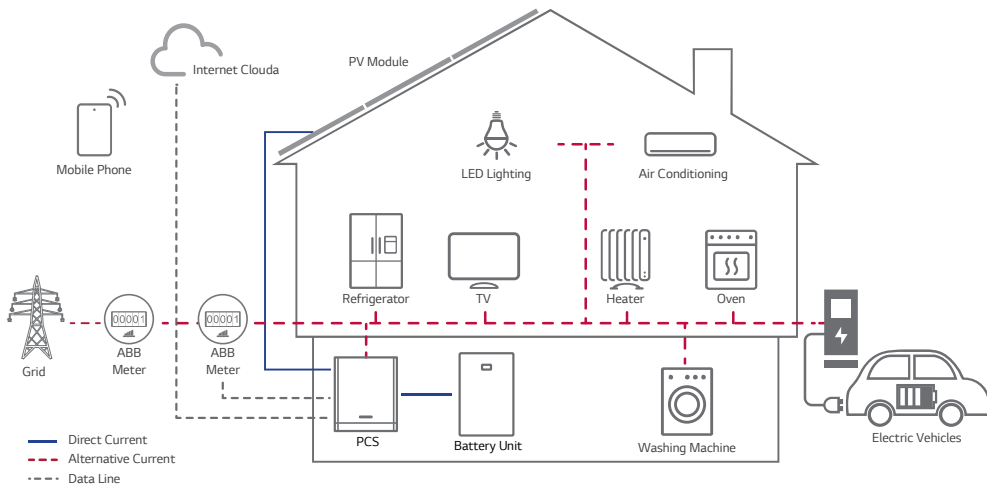 Internet Clouda
PV Module
Mobile Phone
LED Lighting
Air Conditioning
Refrigerator
TV
Heater
Oven
00001
00001
Grid
ABB
Meter
ABB
Meter
PCS
Battery Unit
Washing Machine
Electric Vehicles
Direct Current
Alternative Current
Data Line